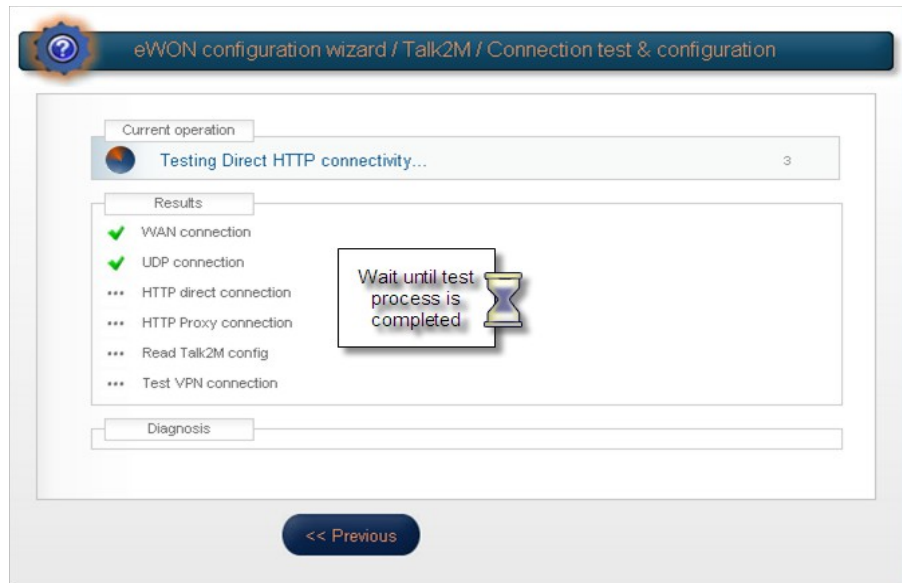 eWON configuration wizard / Talk2M / Connection test & configuration
Current operation
Testing Direct HTTP connectivity... 3
Results
WAN connection
UDP connection
HTTP direct connection
HTTP Proxy connection
Read Talk2M config
Test VPN connection
Wait until test
process is
completed
Diagnosis
<< Previous